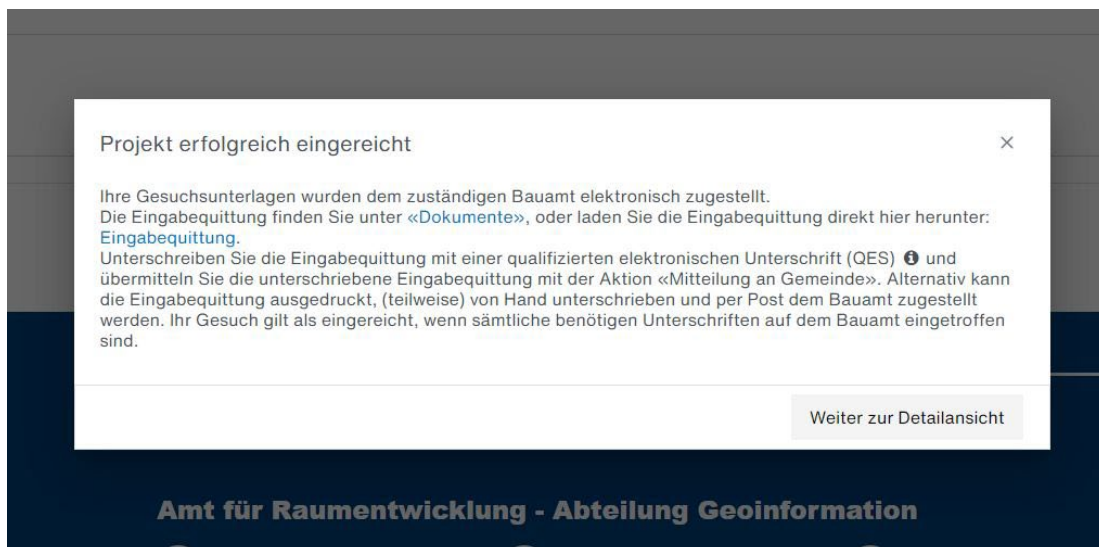 Projekt erfolgreich eingereicht
Ihre Gesuchsunterlagen wurden dem zuständigen Bauamt elektronisch zugestellt.
Die Eingabequittung finden Sie unter «Dokumente», oder laden Sie die Eingabequittung direkt hier herunter:
Eingabequittung.
Unterschreiben Sie die Eingabequittung mit einer qualifizierten elektronischen Unterschrift (QES) und
übermitteln Sie die unterschriebene Eingabequittung mit der Aktion «Mitteilung an Gemeinde». Alternativ kann
die Eingabequittung ausgedruckt, (teilweise) von Hand unterschrieben und per Post dem Bauamt zugestellt
werden. Ihr Gesuch gilt als eingereicht, wenn sämtliche benötigen Unterschriften auf dem Bauamt eingetroffen
sind.
Weiter zur Detailansicht
Amt für Raumentwicklung - Abteilung Geoinformation